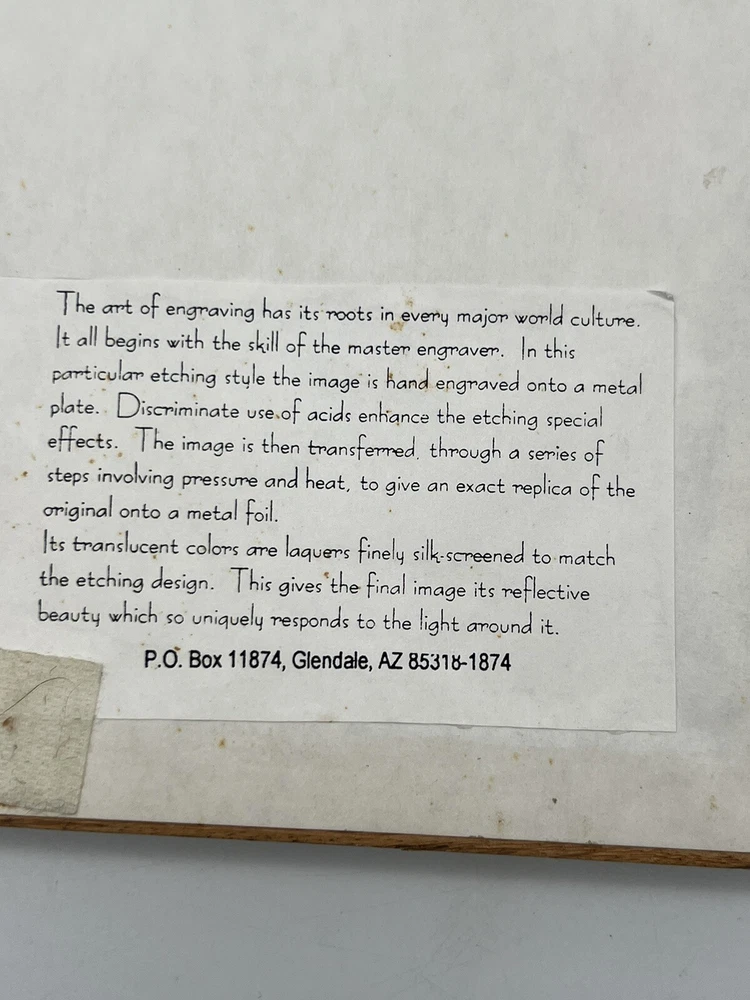 The art of engraving has its roots in every major world culture.
It all begins with the skill of the master engraver. In this
particular etching style the image is hand engraved onto a metal
plate. Discriminate use of acids enhance the etching special
effects. The image is then transferred, through a series of
steps involving pressure and heat, to give an exact replica of the
original onto a metal foil.
Its translucent colors are laquers finely silk-screened to match
the etching design. This gives the final image its reflective
beauty which so uniquely responds to the light around it.
P.O. Box 11874, Glendale, AZ 85318-1874